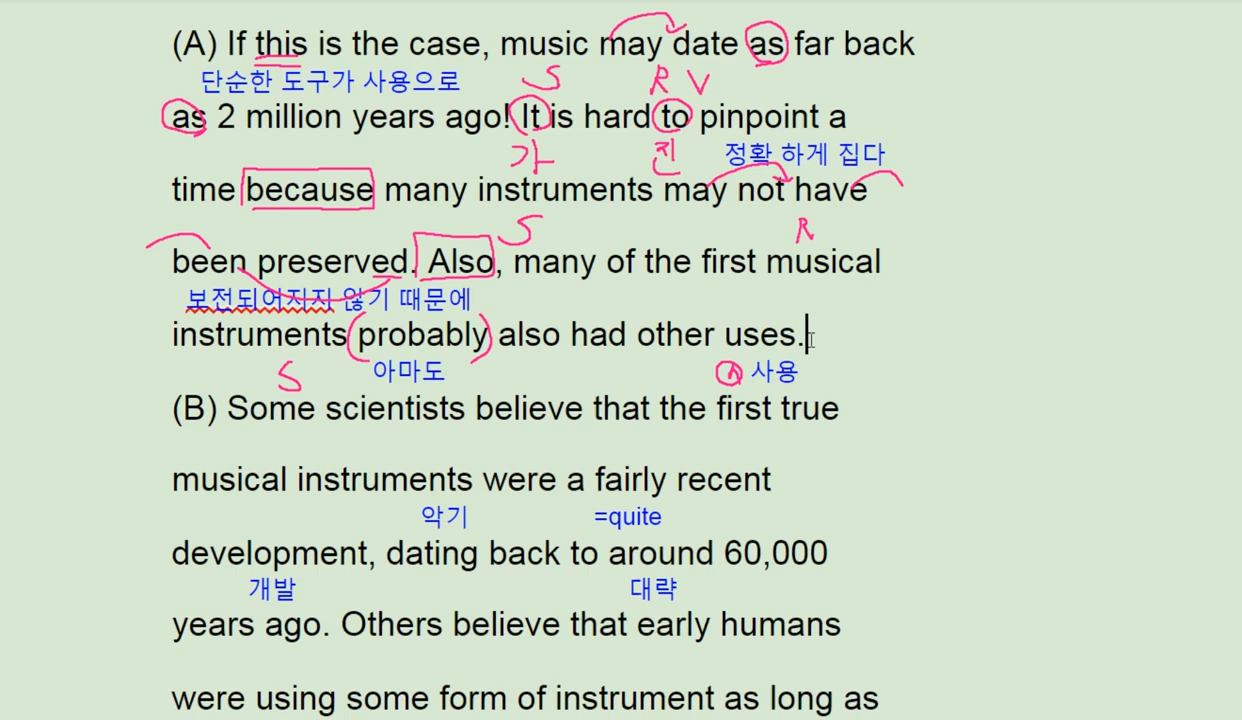 (A) If this is the case, music may date as far back
단순한 도구가 사용으로 S R V
as 2 million years ago! It is hard to pinpoint a
가 진 정확 하게 집다
time because many instruments may not have
S R
been preserved. Also, many of the first musical
보전되어지지 않기 때문에
instruments (probably) also had other uses.
S 아마도 사용
(B) Some scientists believe that the first true
musical instruments were a fairly recent
악기 =quite
development, dating back to around 60,000
개발 대략
years ago. Others believe that early humans
were using some form of instrument as long as